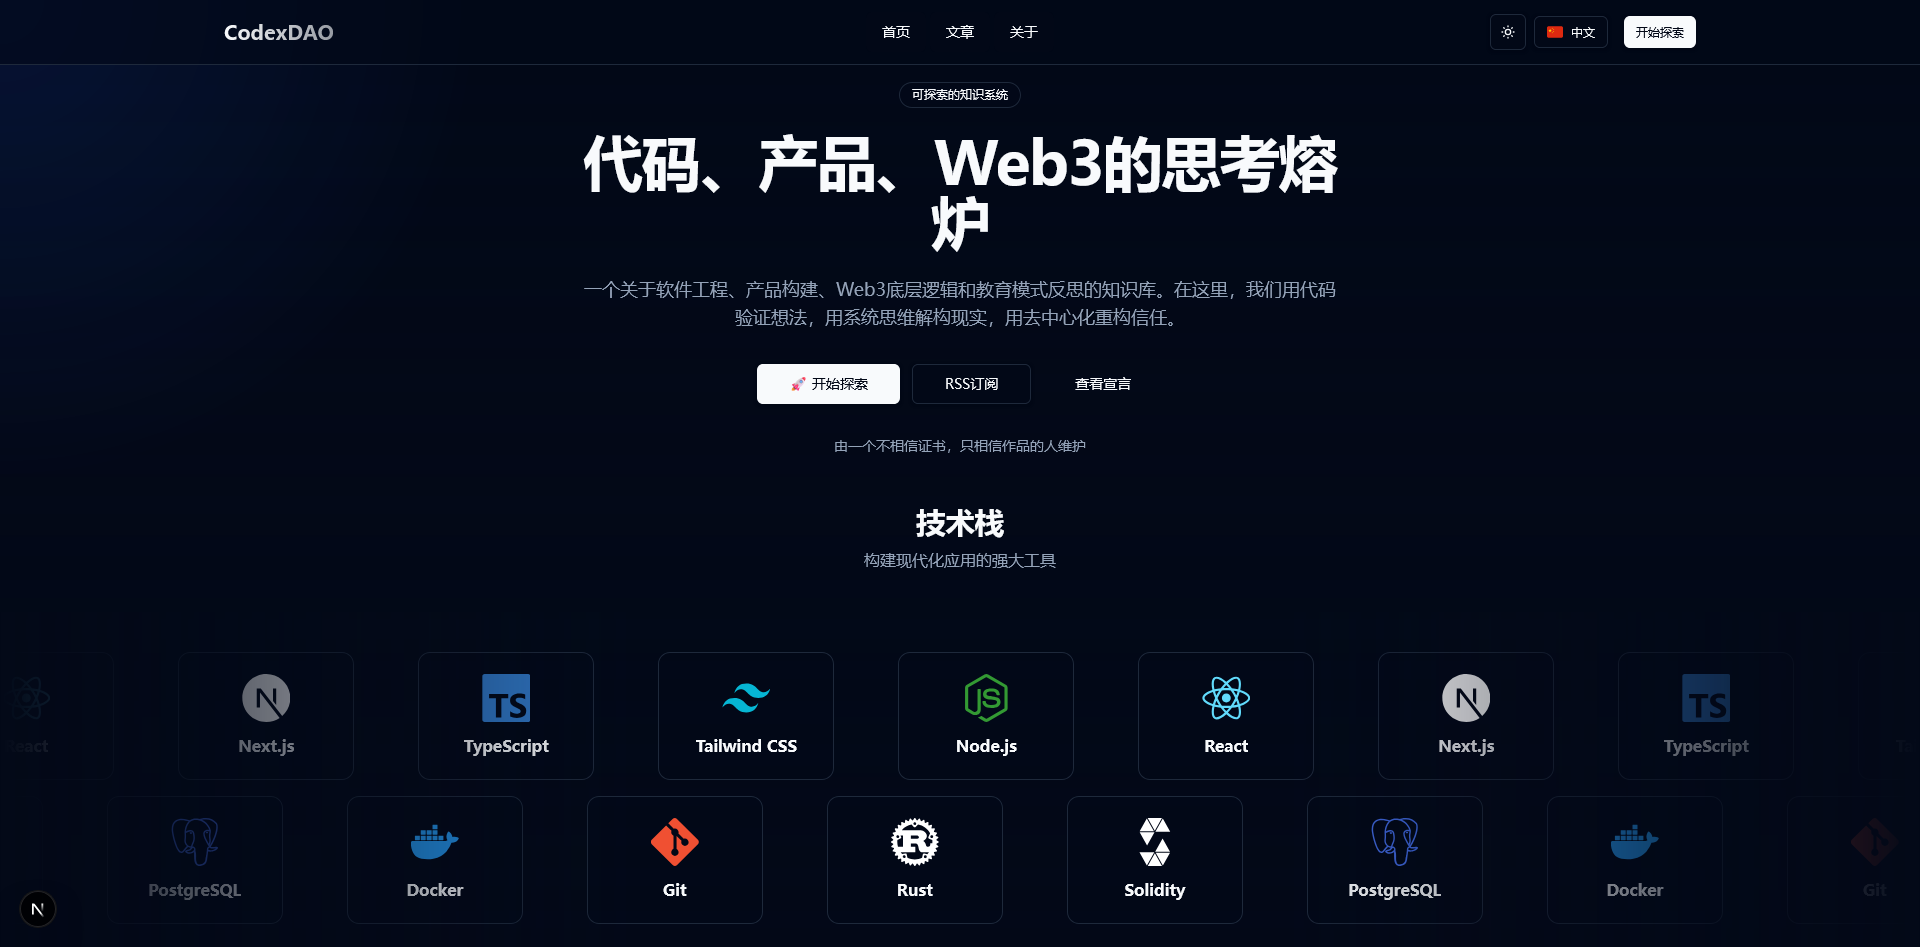 CodexDAO
首页 文章 关于
中文
开始探索
可探索的知识系统
代码、产品、Web3的思考熔
炉
一个关于软件工程、产品构建、Web3底层逻辑和教育模式反思的知识库。在这里，我们用代码
验证想法，用系统思维解构现实，用去中心化重构信任。
🚀 开始探索
RSS订阅
查看宣言
由一个不相信证书，只相信作品的人维护
技术栈
构建现代化应用的强大工具
React
Next.js
TS
TypeScript
Tailwind CSS
JS
Node.js
React
Next.js
TS
TypeScript
PostgreSQL
Docker
Git
R
Rust
Solidity
PostgreSQL
Docker
Git
N